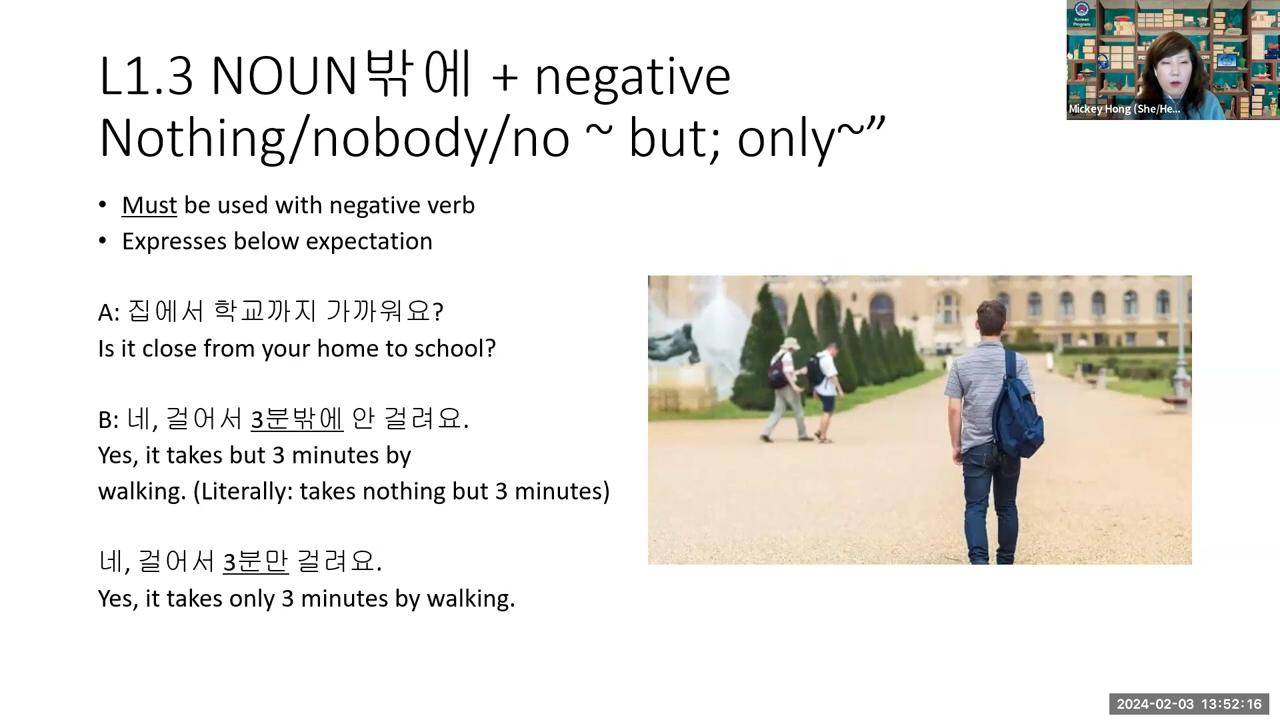 L1.3 NOUN밖에 + negative
Nothing/nobody/no ~ but; only~”
• Must be used with negative verb
• Expresses below expectation
A: 집에서 학교까지 가까워요?
Is it close from your home to school?
B: 네, 걸어서 3분밖에 안 걸려요.
Yes, it takes but 3 minutes by
walking. (Literally: takes nothing but 3 minutes)
네, 걸어서 3분만 걸려요.
Yes, it takes only 3 minutes by walking.
Korean
Program
Mickey Hong (She/He...
2024-02-03 13:52:16